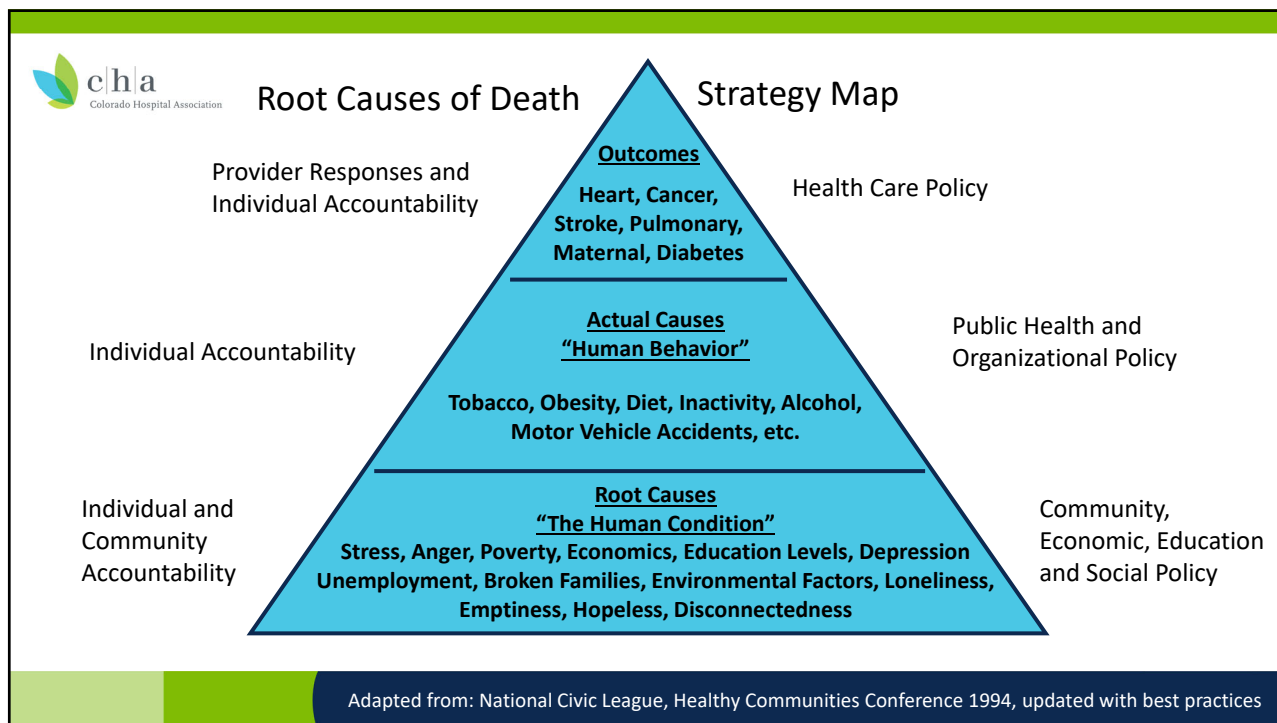 c|h|a
Colorado Hospital Association
Root Causes of Death
Strategy Map
Provider Responses and
Individual Accountability
Outcomes
Heart, Cancer,
Stroke, Pulmonary,
Maternal, Diabetes
Health Care Policy
Individual Accountability
Actual Causes
“Human Behavior”
Tobacco, Obesity, Diet, Inactivity, Alcohol,
Motor Vehicle Accidents, etc.
Public Health and
Organizational Policy
Individual and
Community
Accountability
Root Causes
“The Human Condition”
Stress, Anger, Poverty, Economics, Education Levels, Depression
Unemployment, Broken Families, Environmental Factors, Loneliness,
Emptiness, Hopeless, Disconnectedness
Community,
Economic, Education
and Social Policy
Adapted from: National Civic League, Healthy Communities Conference 1994, updated with best practices